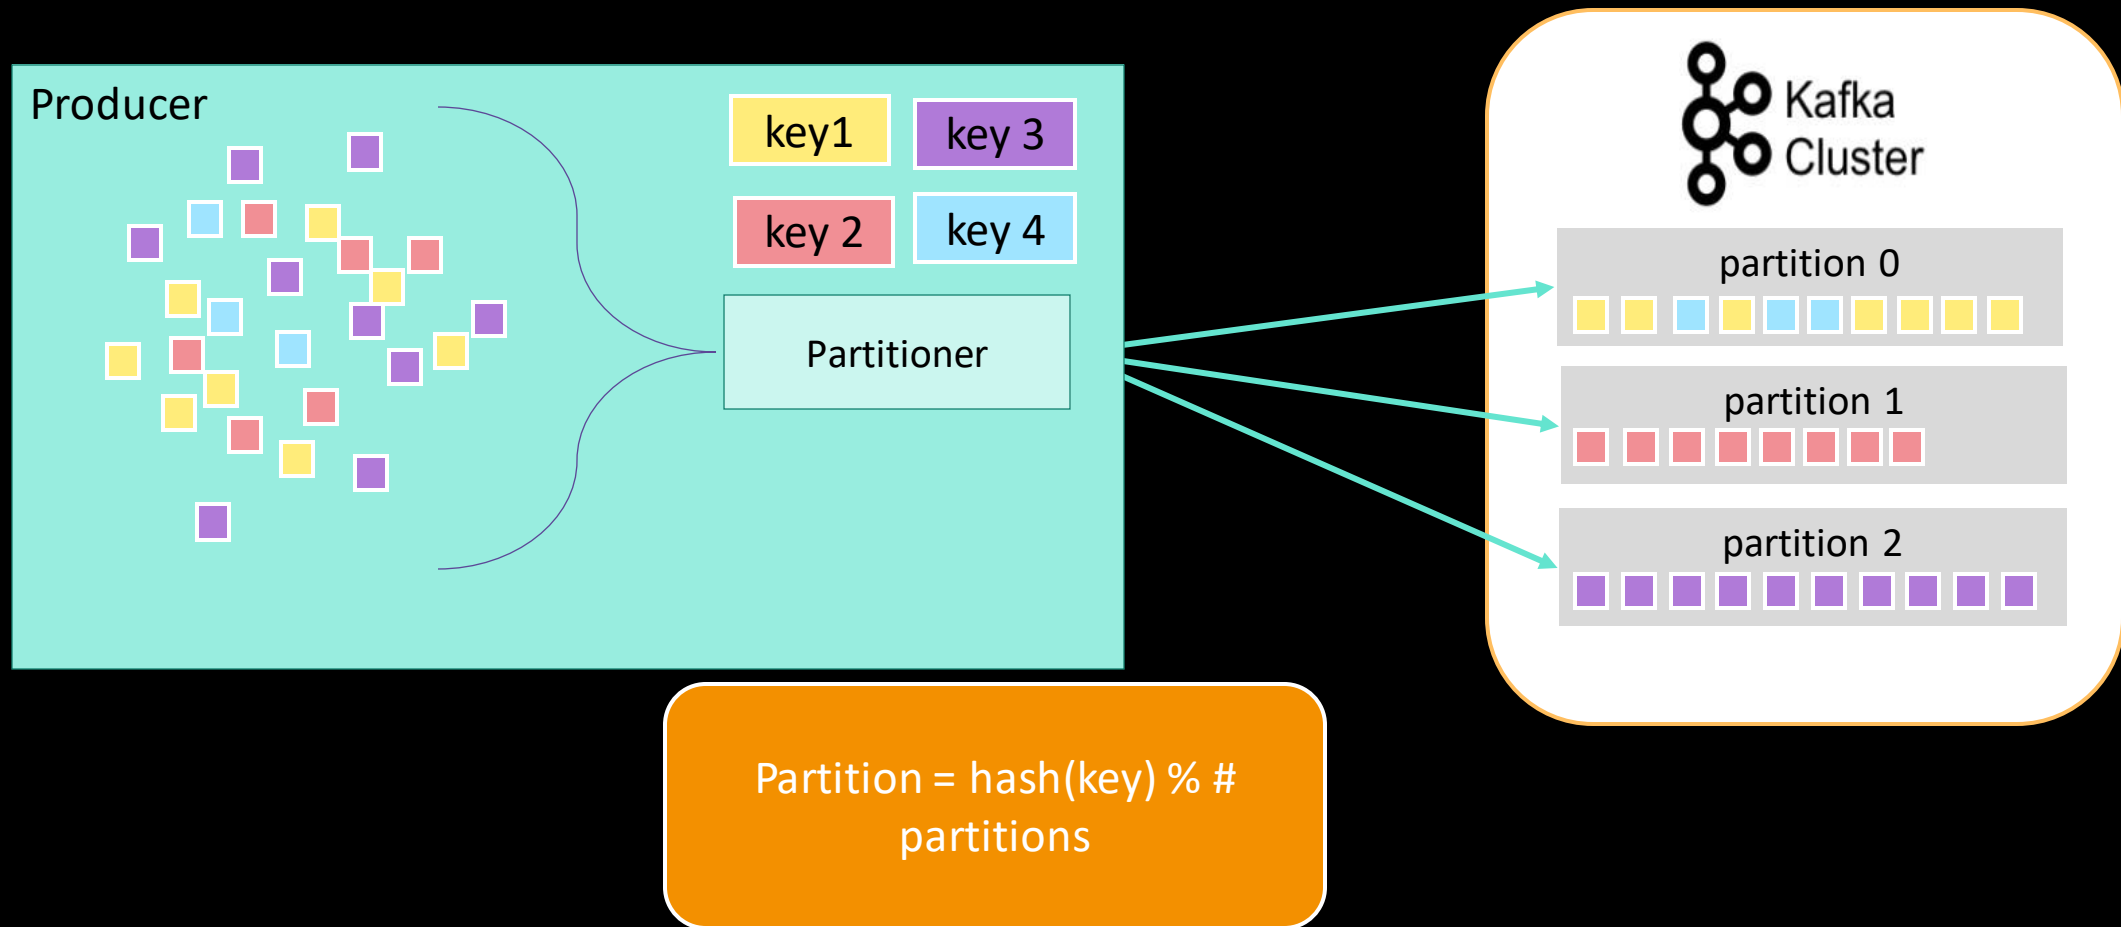 Producer
key1
key 3
key 2
key 4
Partitioner
Kafka
Cluster
partition 0
partition 1
partition 2
Partition = hash(key) % #
partitions